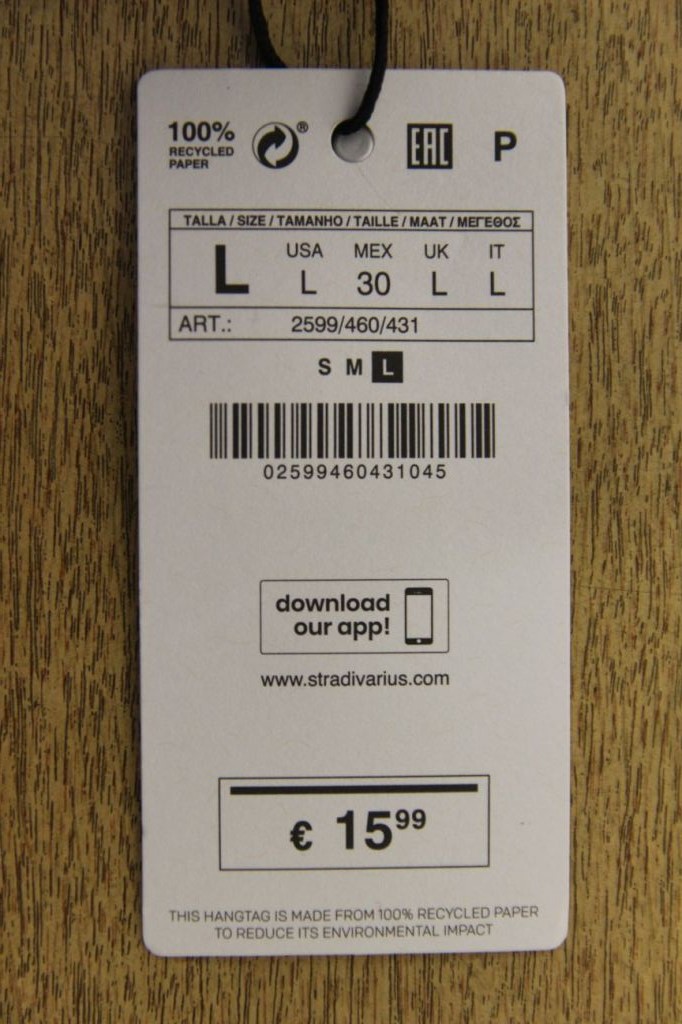 100%
RECYCLED
PAPER
®
EAC
P
TALLA / SIZE / TAMANHO / TAILLE / MAAT / ΜΕΓΕΘΟΣ
L
USA MEX UK IT
L 30 L L
ART.: 2599/460/431
S M L
02599460431045
download
our app!
www.stradivarius.com
€ 15⁹⁹
THIS HANGTAG IS MADE FROM 100% RECYCLED PAPER
TO REDUCE ITS ENVIRONMENTAL IMPACT